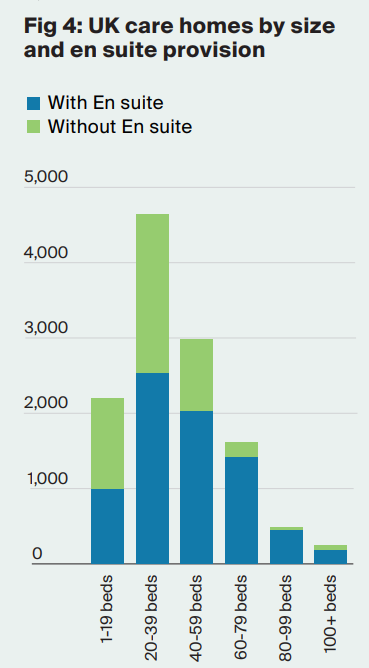 Fig 4: UK care homes by size
and en suite provision
With En suite
Without En suite
5,000
4,000
3,000
2,000
1,000
0
1-19 beds
20-39 beds
40-59 beds
60-79 beds
80-99 beds
100+ beds